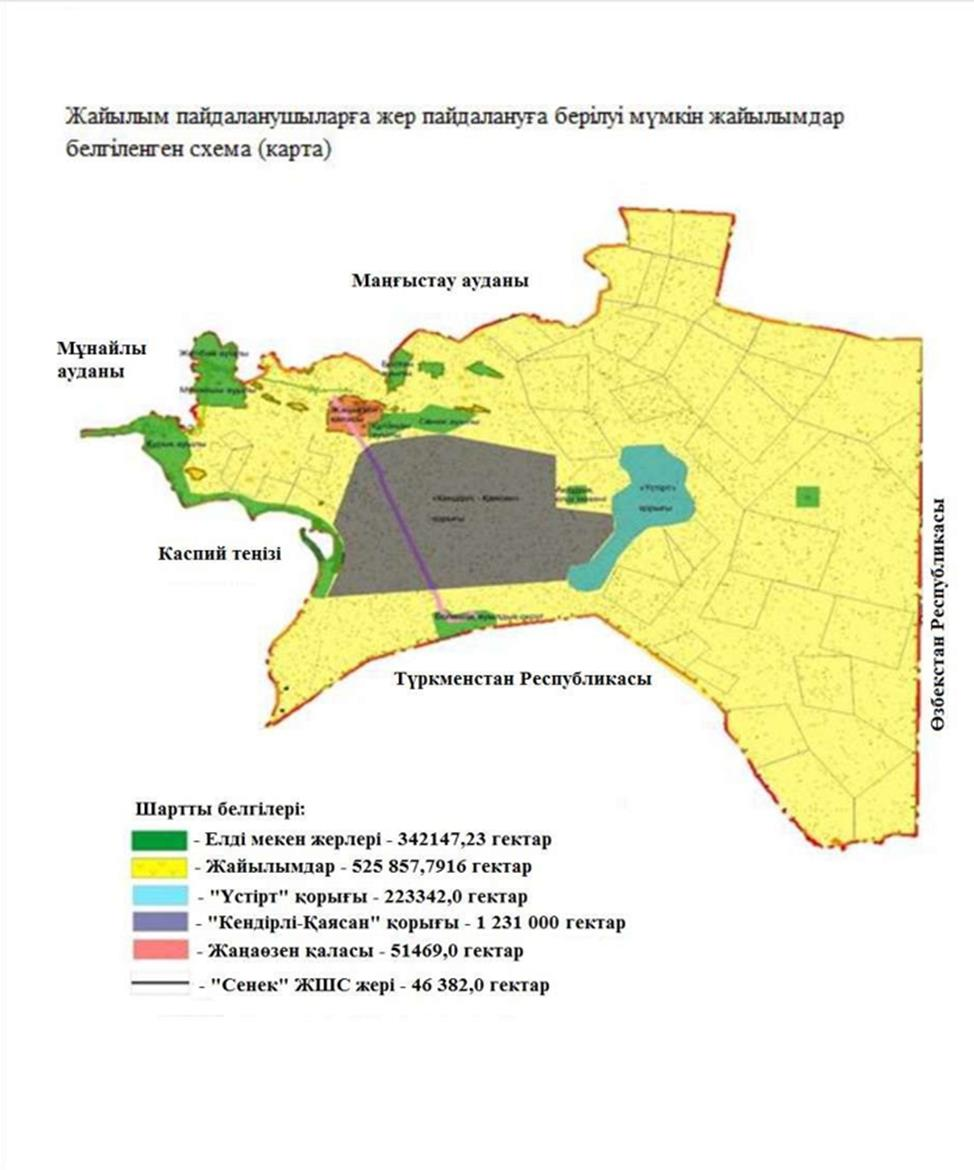 Жайылым пайдаланушыларға жер пайдалануға берілуі мүмкін жайылымдар
белгіленген схема (карта)
Маңғыстау ауданы
Мұнайлы
ауданы
Каспий теңізі
Түркменстан Республикасы
Өзбекстан Республикасы
«Үстірт»
қорығы
Шартты белгілері:
- Елді мекен жерлері - 342147,23 гектар
- Жайылымдар - 525 857,7916 гектар
- "Үстірт" қорығы - 223342,0 гектар
- "Кендірлі-Қаясан" қорығы - 1 231 000 гектар
- Жаңаөзен қаласы - 51469,0 гектар
- "Сенек" ЖШС жері - 46 382,0 гектар